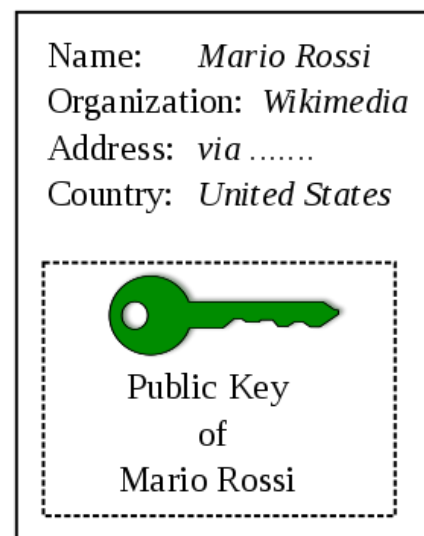 Name: Mario Rossi
Organization: Wikimedia
Address: via .......
Country: United States
Public Key
of
Mario Rossi